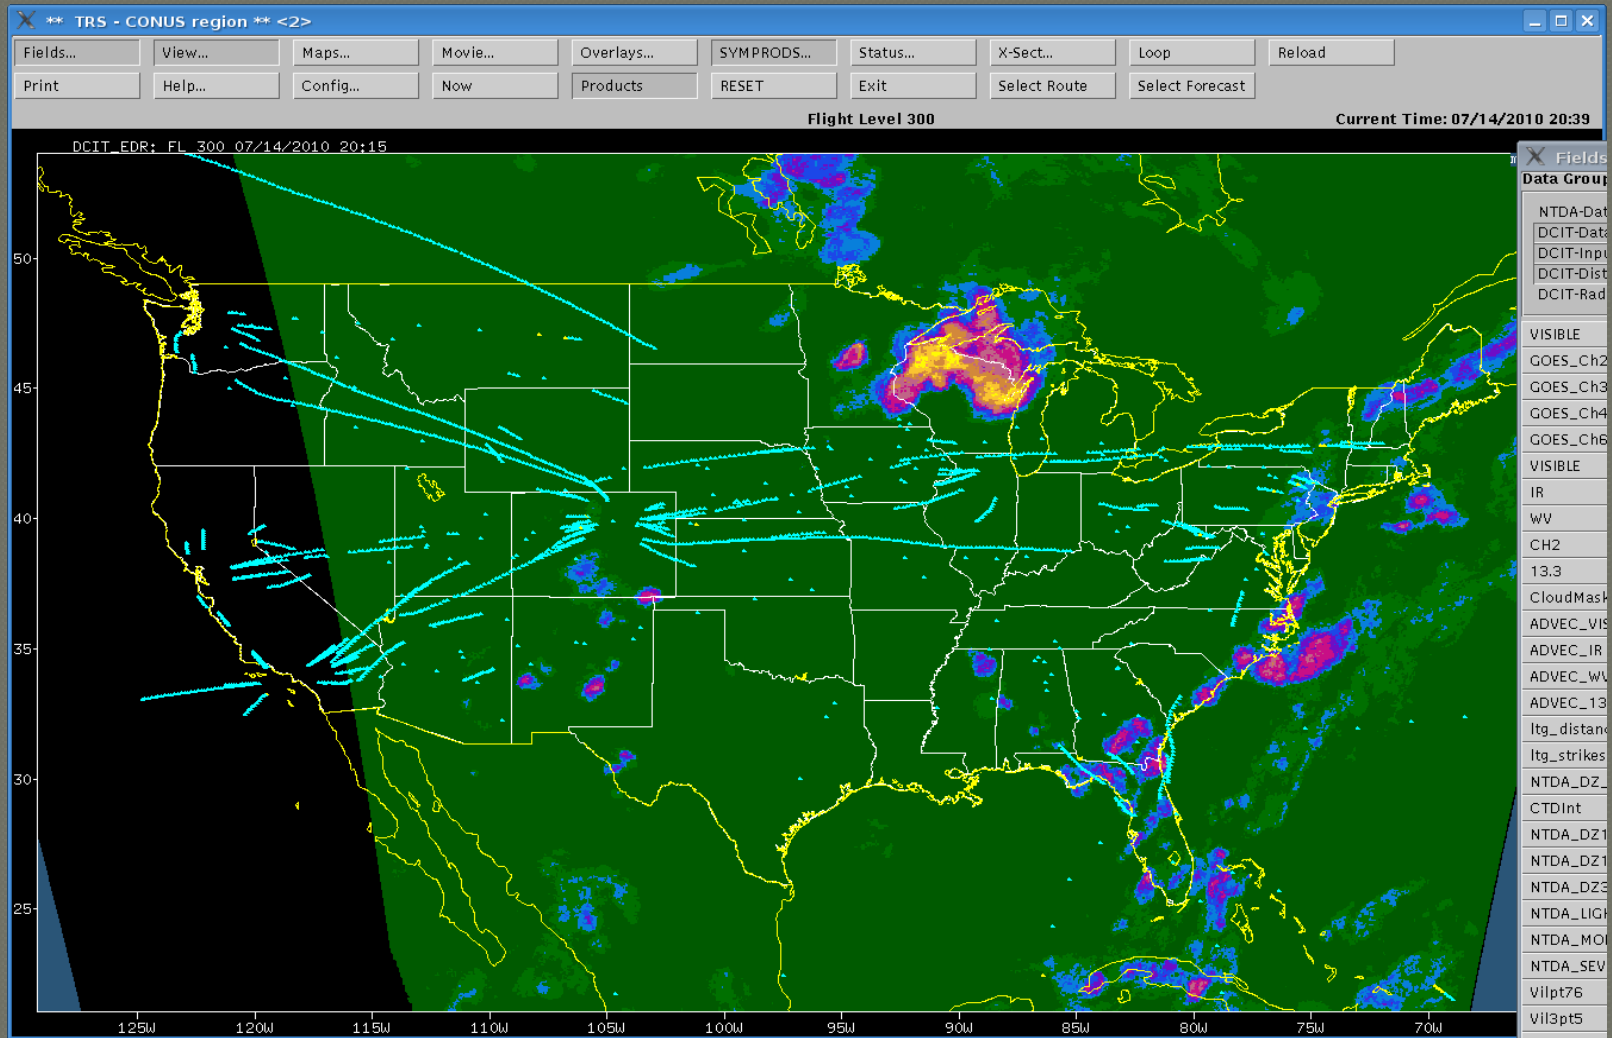 ** TRS - CONUS region ** <2>
Fields... View... Maps... Movie... Overlays... SYMPRODS... Status... X-Sect... Loop Reload
Print Help... Config... Now Products RESET Exit Select Route Select Forecast
Flight Level 300 Current Time: 07/14/2010 20:39
DCIT_EDR: FL 300 07/14/2010 20:15
Fields
Data Group
NTDA-Dat
DCIT-Data
DCIT-Inpu
DCIT-Dist
DCIT-Rad
VISIBLE
GOES_Ch2
GOES_Ch3
GOES_Ch4
GOES_Ch6
VISIBLE
IR
WV
CH2
13.3
CloudMask
ADVEC_VIS
ADVEC_IR
ADVEC_WV
ADVEC_13
ltg_distanc
ltg_strikes
NTDA_DZ_
CTDInt
NTDA_DZ1
NTDA_DZ1
NTDA_DZ3
NTDA_LIGH
NTDA_MOI
NTDA_SEV
Vilpt76
Vil3pt5
50
45
40
35
30
25
125W 120W 115W 110W 105W 100W 95W 90W 85W 80W 75W 70W